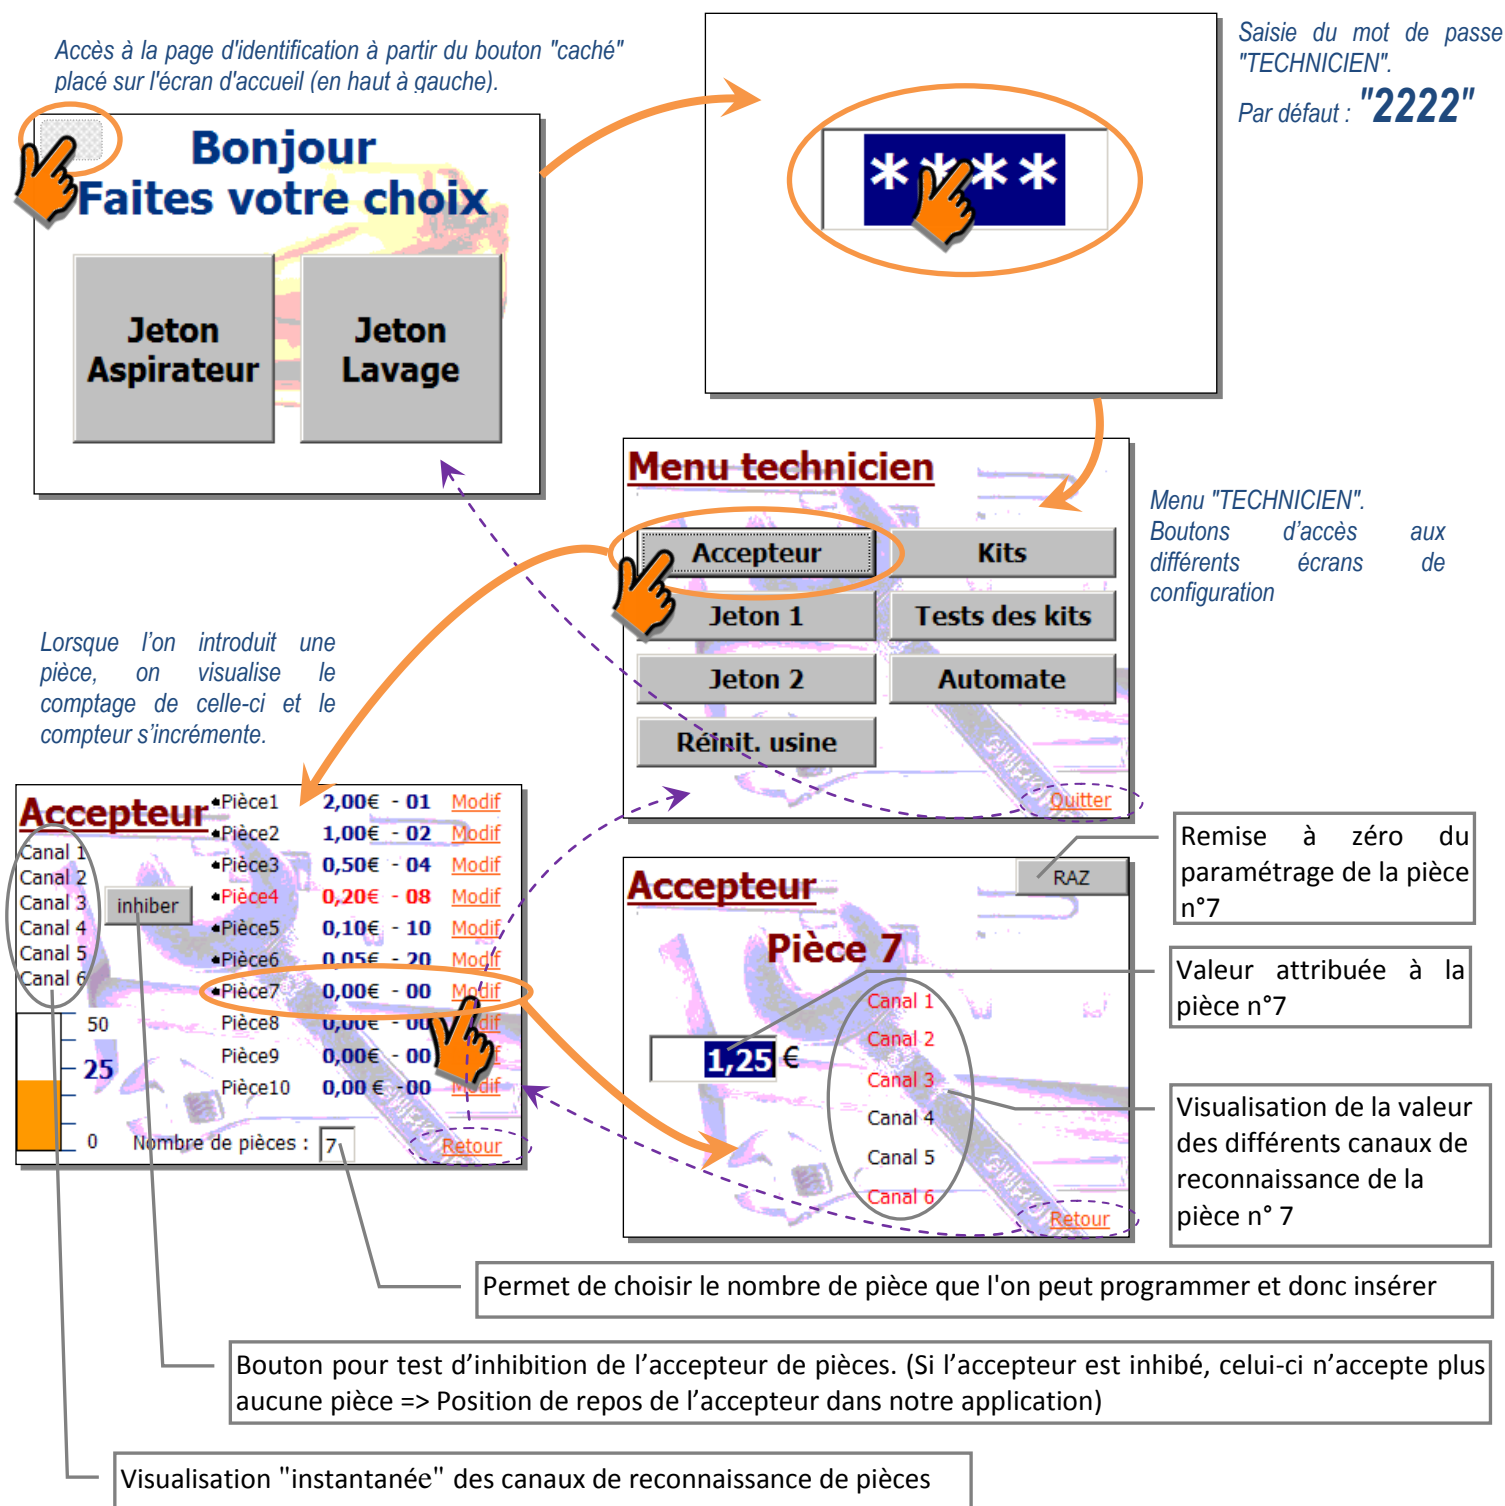 Accès à la page d'identification à partir du bouton "caché"
placé sur l'écran d'accueil (en haut à gauche).
Saisie du mot de passe
"TECHNICIEN".
Par défaut : "2222"
Bonjour
Faites votre choix
Jeton
Aspirateur
Jeton
Lavage
****
Menu technicien
Accepteur
Kits
Jeton 1
Tests des kits
Jeton 2
Automate
Réinit. usine
Quitter
Menu "TECHNICIEN".
Boutons d’accès aux
différents écrans de
configuration
Lorsque l’on introduit une
pièce, on visualise le
comptage de celle-ci et le
compteur s’incrémente.
Accepteur
Canal 1
Canal 2
Canal 3
Canal 4
Canal 5
Canal 6
inhiber
Pièce1 2,00€ - 01 Modif
Pièce2 1,00€ - 02 Modif
Pièce3 0,50€ - 04 Modif
Pièce4 0,20€ - 08 Modif
Pièce5 0,10€ - 10 Modif
Pièce6 0,05€ - 20 Modif
Pièce7 0,00€ - 00 Modif
Pièce8 0,00€ - 00 Modif
Pièce9 0,00€ - 00 Modif
Pièce10 0,00 € -00 Modif
50
25
0
Nombre de pièces : 7
Retour
Accepteur
RAZ
Pièce 7
1,25 €
Canal 1
Canal 2
Canal 3
Canal 4
Canal 5
Canal 6
Retour
Remise à zéro du
paramétrage de la pièce
n°7
Valeur attribuée à la
pièce n°7
Visualisation de la valeur
des différents canaux de
reconnaissance de la
pièce n° 7
Permet de choisir le nombre de pièce que l'on peut programmer et donc insérer
Bouton pour test d’inhibition de l’accepteur de pièces. (Si l’accepteur est inhibé, celui-ci n’accepte plus
aucune pièce => Position de repos de l’accepteur dans notre application)
Visualisation "instantanée" des canaux de reconnaissance de pièces